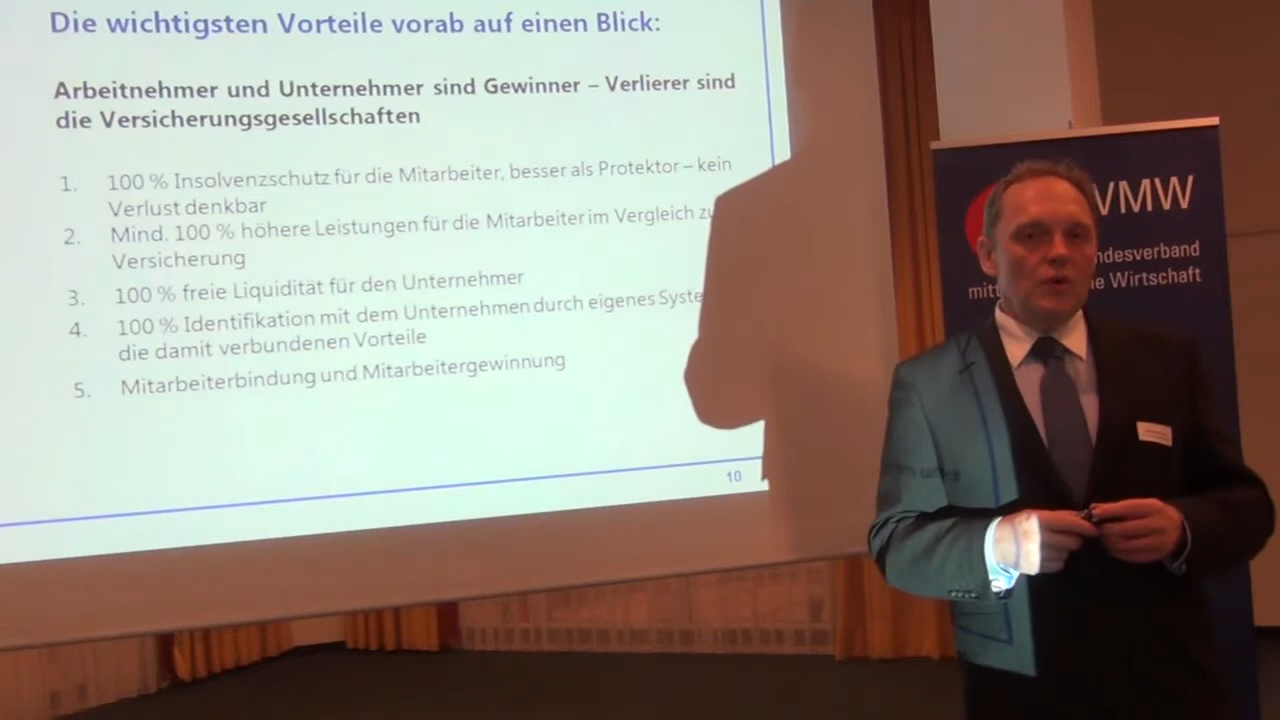 Die wichtigsten Vorteile vorab auf einen Blick:
Arbeitnehmer und Unternehmer sind Gewinner – Verlierer sind
die Versicherungsgesellschaften
1. 100 % Insolvenzschutz für die Mitarbeiter, besser als Protektor – kein
Verlust denkbar
2. Mind. 100 % höhere Leistungen für die Mitarbeiter im Vergleich zu
Versicherung
3. 100 % freie Liquidität für den Unternehmer
4. 100 % Identifikation mit dem Unternehmen durch eigenes Syste
die damit verbundenen Vorteile
5. Mitarbeiterbindung und Mitarbeitergewinnung
10
VMW
ndesverband
mitt e Wirtschaft